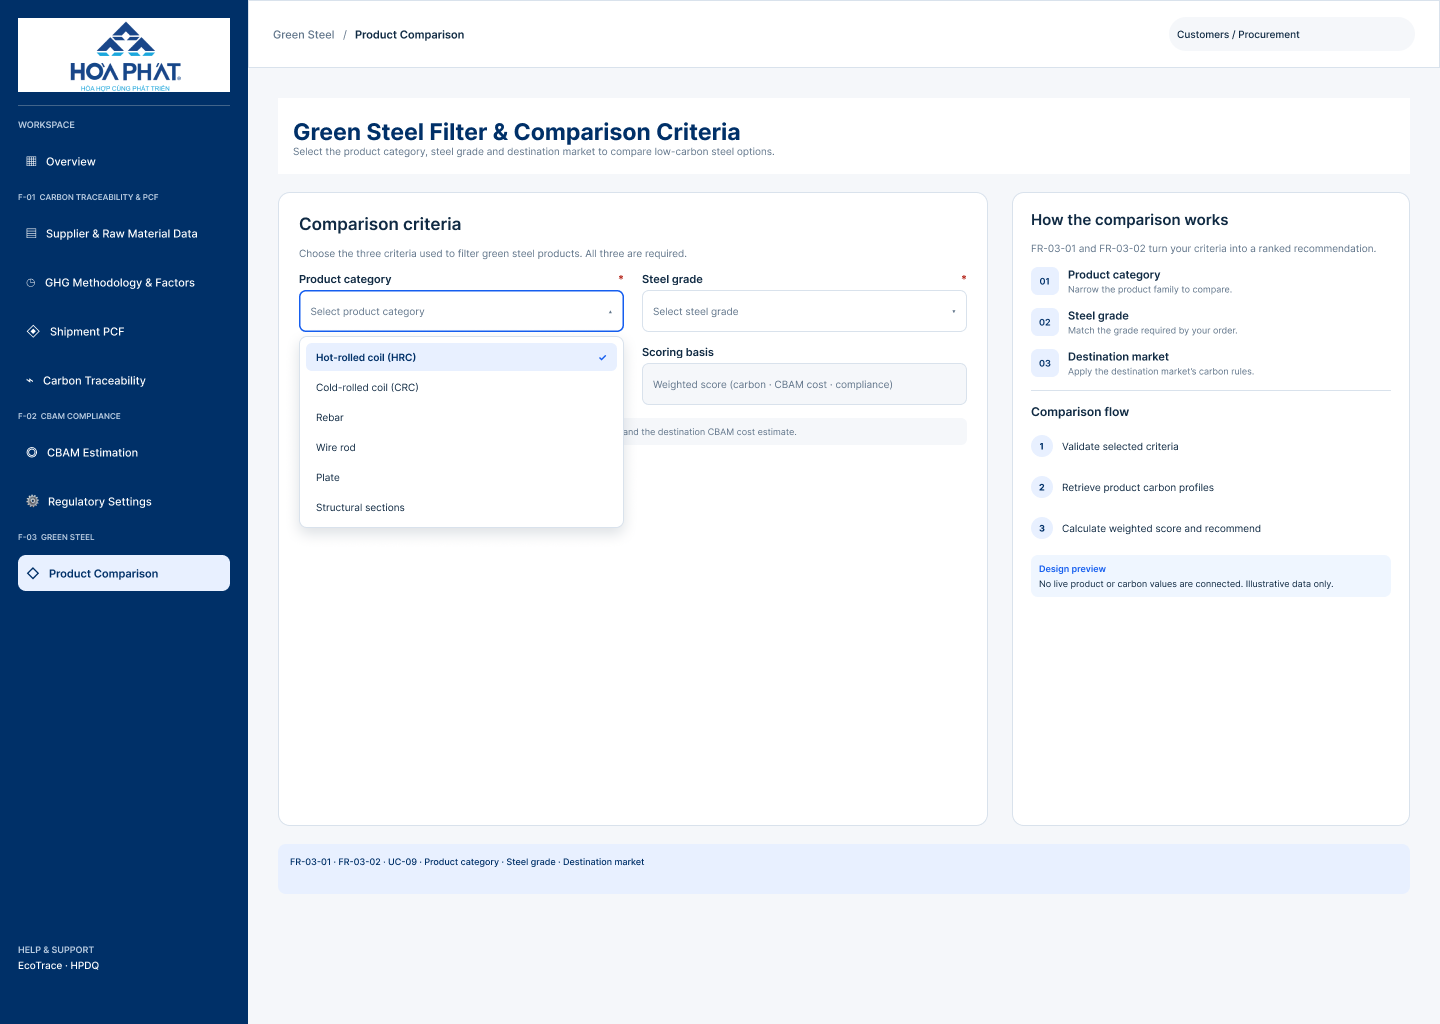 HÒA PHÁT
HÒA HỢP CÙNG PHÁT TRIỂN
WORKSPACE
Overview
F-01 CARBON TRACEABILITY & PCF
Supplier & Raw Material Data
GHG Methodology & Factors
Shipment PCF
Carbon Traceability
F-02 CBAM COMPLIANCE
CBAM Estimation
Regulatory Settings
F-03 GREEN STEEL
Product Comparison
HELP & SUPPORT
EcoTrace · HPDQ
Green Steel / Product Comparison
Customers / Procurement
Green Steel Filter & Comparison Criteria
Select the product category, steel grade and destination market to compare low-carbon steel options.
Comparison criteria
Choose the three criteria used to filter green steel products. All three are required.
Product category *
Select product category
Hot-rolled coil (HRC)
Cold-rolled coil (CRC)
Rebar
Wire rod
Plate
Structural sections
Steel grade *
Select steel grade
Scoring basis
Weighted score (carbon · CBAM cost · compliance)
and the destination CBAM cost estimate.
How the comparison works
FR-03-01 and FR-03-02 turn your criteria into a ranked recommendation.
01 Product category
Narrow the product family to compare.
02 Steel grade
Match the grade required by your order.
03 Destination market
Apply the destination market's carbon rules.
Comparison flow
1 Validate selected criteria
2 Retrieve product carbon profiles
3 Calculate weighted score and recommend
Design preview
No live product or carbon values are connected. Illustrative data only.
FR-03-01 · FR-03-02 · UC-09 · Product category · Steel grade · Destination market